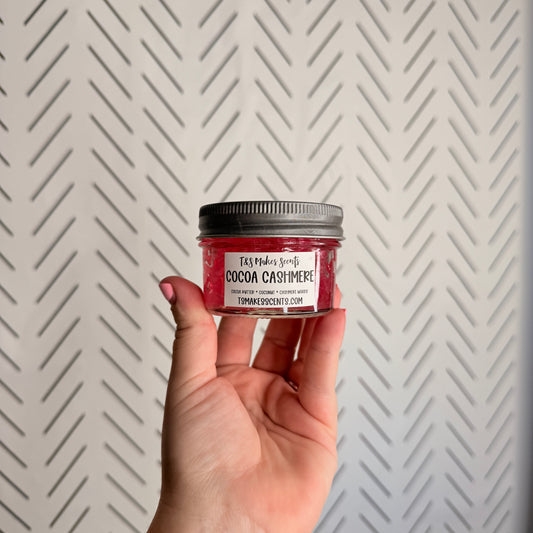 T&S Makes Scents
COCOA CASHMERE
COCOA BUTTER * COCONUT * CASHMERE WOODS
TSMAKESSCENTS.COM